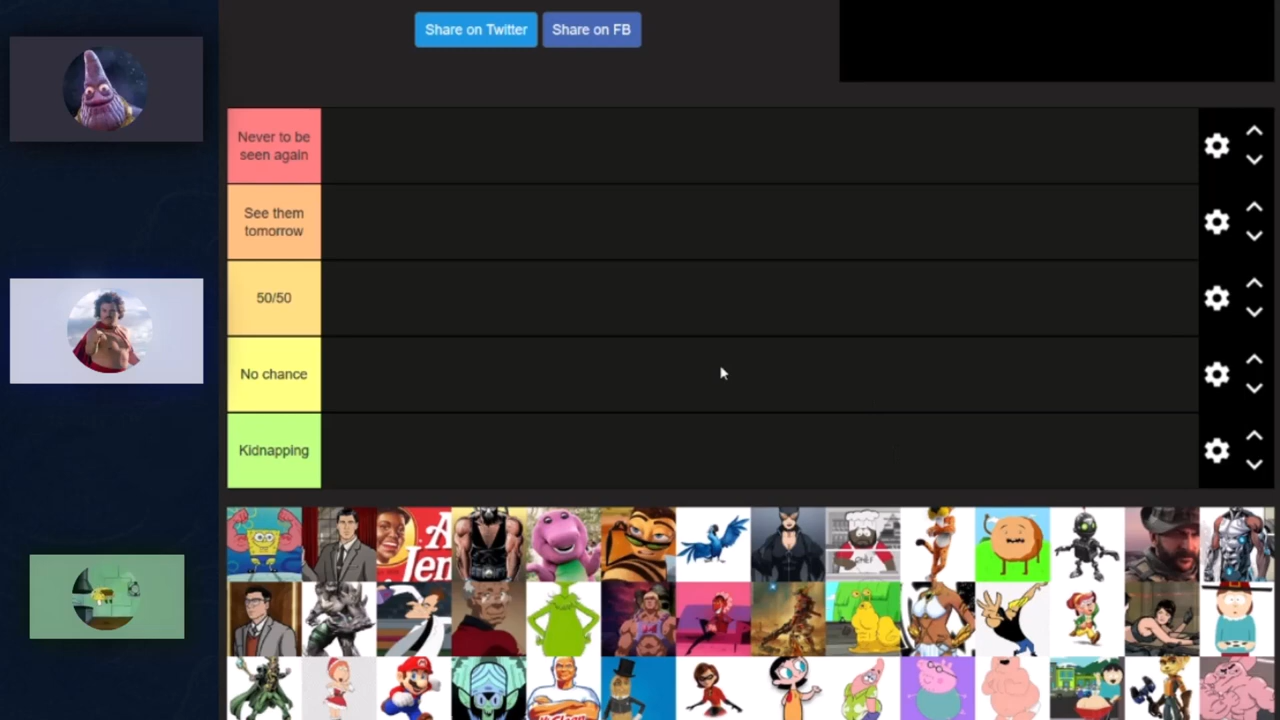 Share on Twitter
Share on FB
Never to be
seen again
See them
tomorrow
50/50
No chance
Kidnapping
CHEF